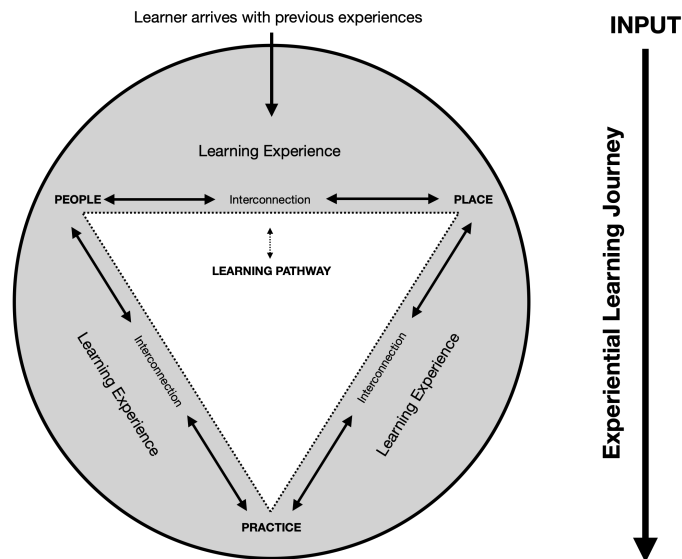 Learner arrives with previous experiences
INPUT
Learning Experience
PEOPLE
Interconnection
PLACE
LEARNING PATHWAY
Interconnection
Learning Experience
Interconnection
Learning Experience
PRACTICE
Experiential Learning Journey